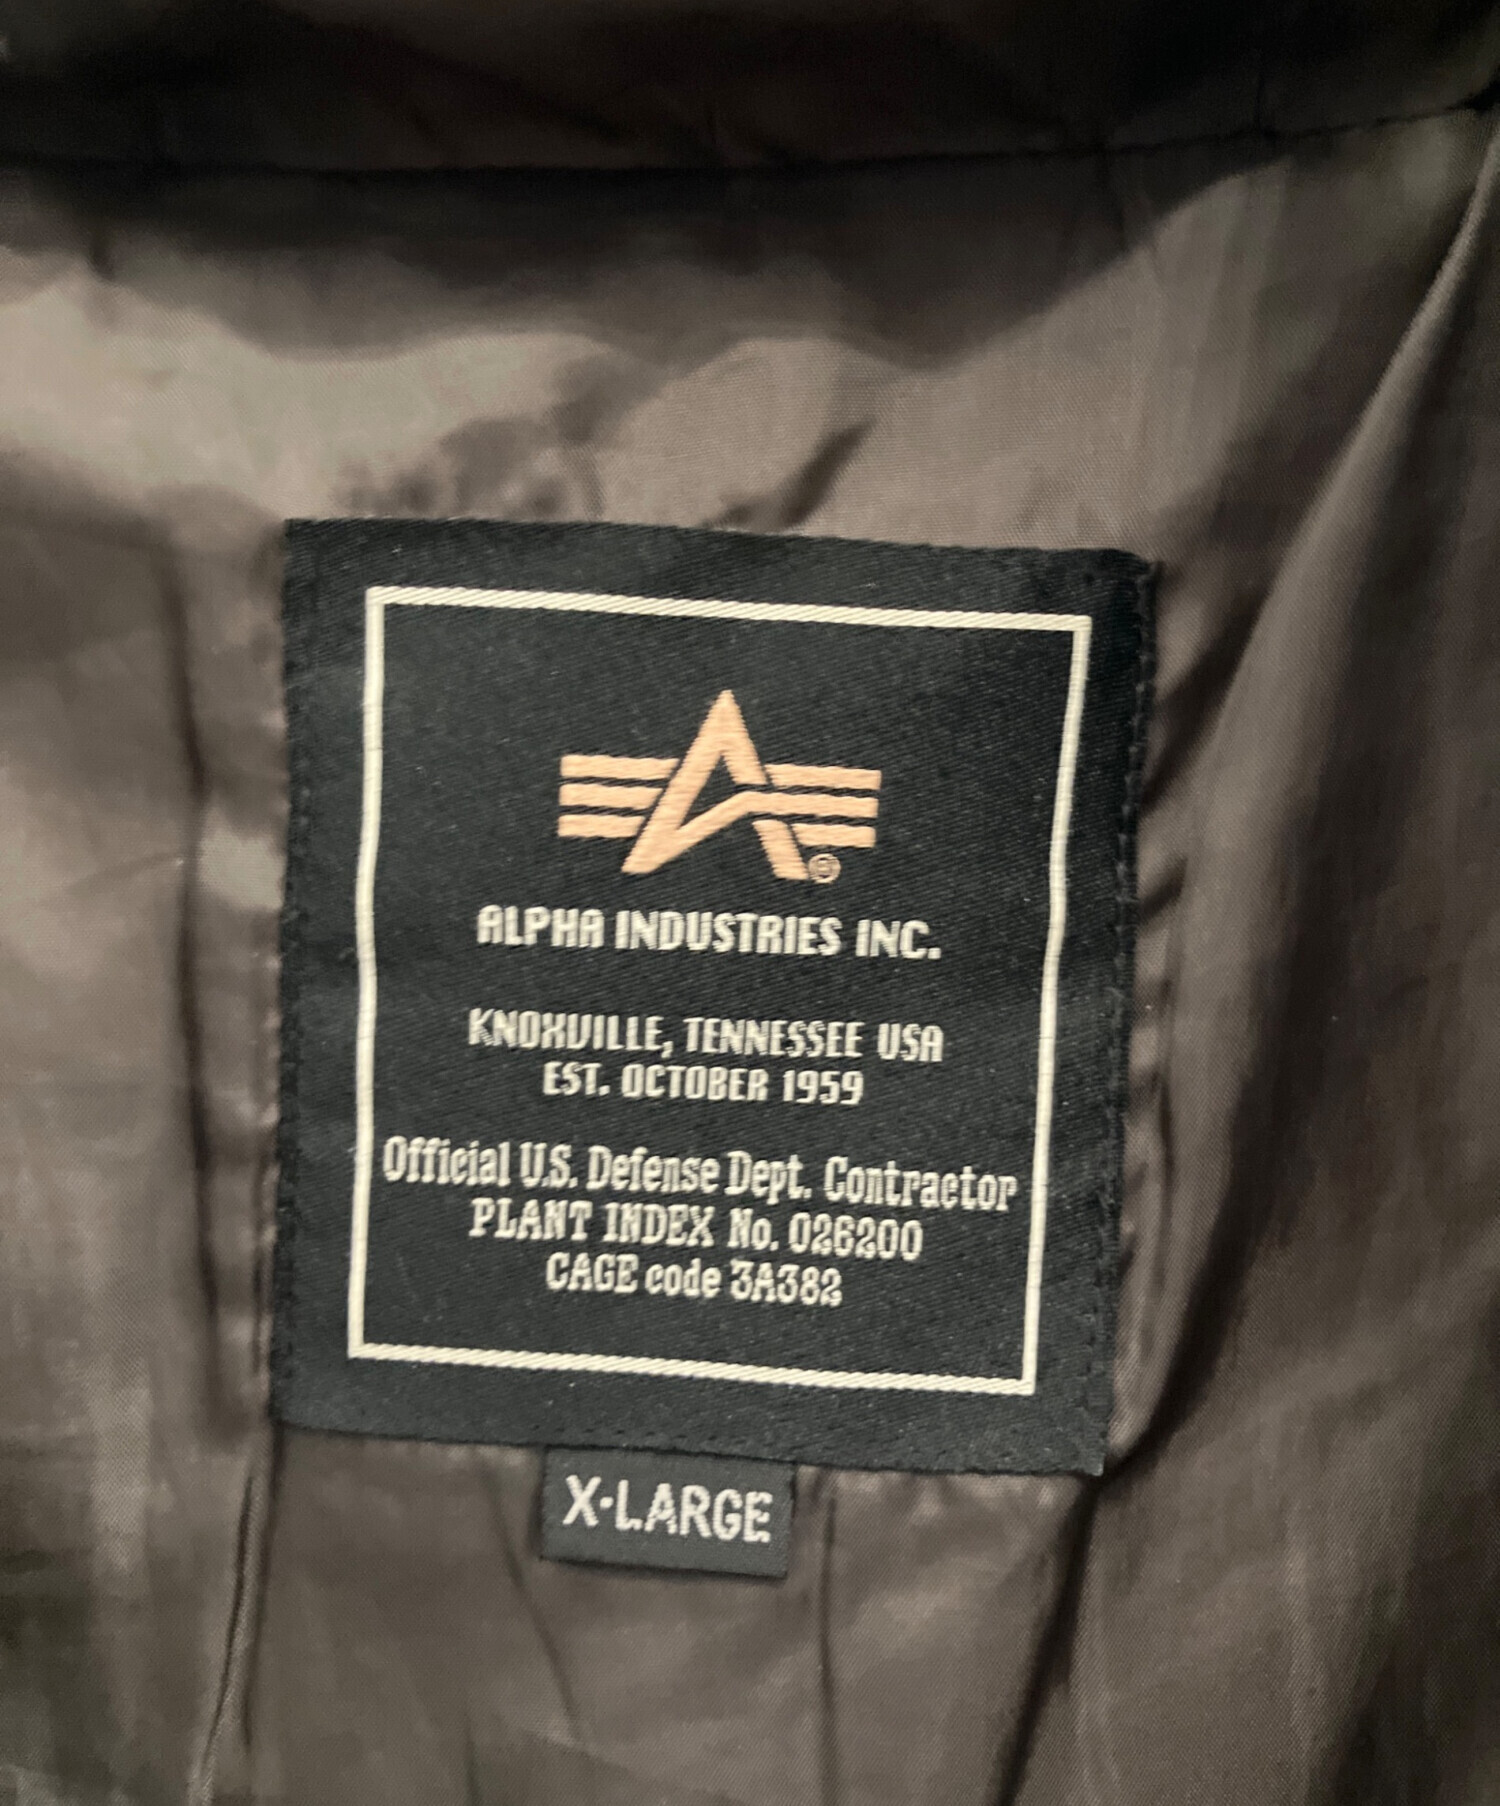 ALPHA INDUSTRIES INC.
KNOXVILLE, TENNESSEE USA
EST. OCTOBER 1959
Official U.S. Defense Dept. Contractor
PLANT INDEX No. 026200
CAGE code 3A382
X-LARGE